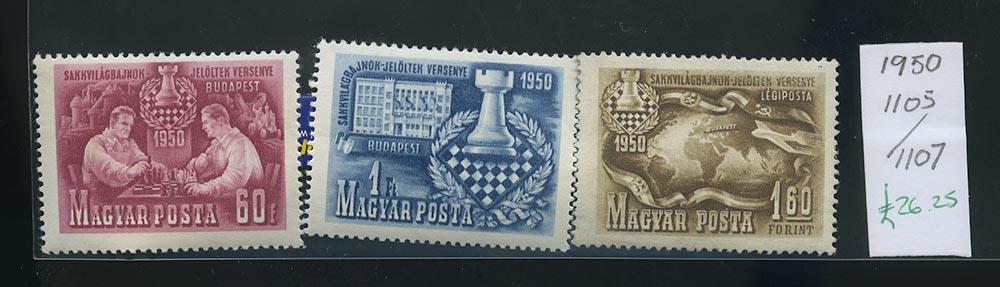 SAKKVILÁGBAJNOK-JELÖLTEK VERSENYE
BUDAPEST
1950
MAGYAR POSTA 60 f
SAKKVILÁGBAJNOK-JELÖLTEK VERSENYE
1950
BUDAPEST
1 Ft
MAGYAR POSTA
SAKKVILÁGBAJNOK-JELÖLTEK VERSENYE
LÉGIPOSTA
BUDAPEST
1950
MAGYAR POSTA 1 60
FORINT
1950
1105
/
1107
£26.25